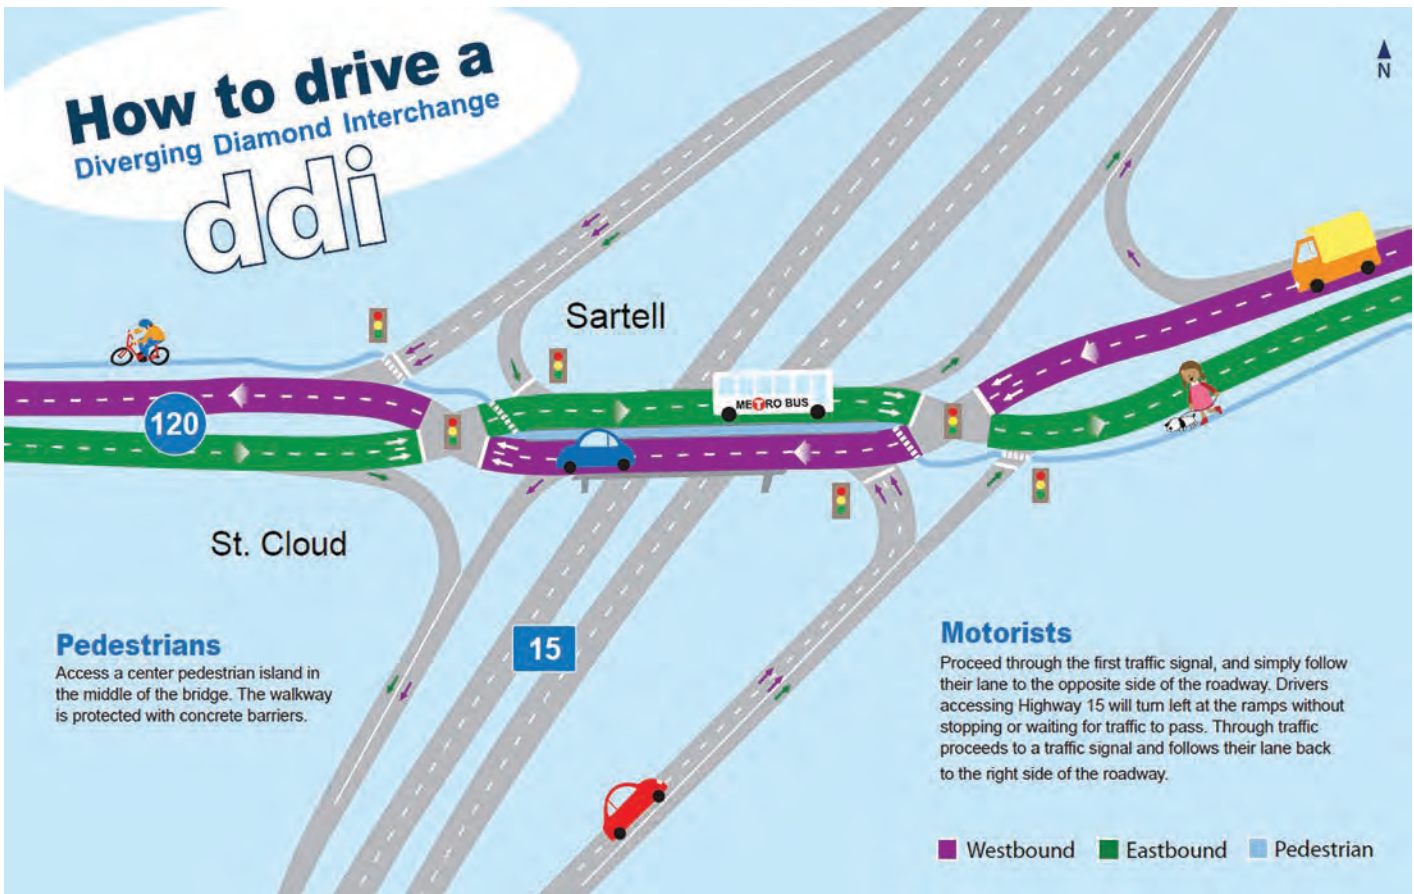 How to drive a
Diverging Diamond Interchange
ddi
N
Sartell
METRO BUS
120
St. Cloud
15
Pedestrians
Access a center pedestrian island in
the middle of the bridge. The walkway
is protected with concrete barriers.
Motorists
Proceed through the first traffic signal, and simply follow
their lane to the opposite side of the roadway. Drivers
accessing Highway 15 will turn left at the ramps without
stopping or waiting for traffic to pass. Through traffic
proceeds to a traffic signal and follows their lane back
to the right side of the roadway.
Westbound Eastbound Pedestrian